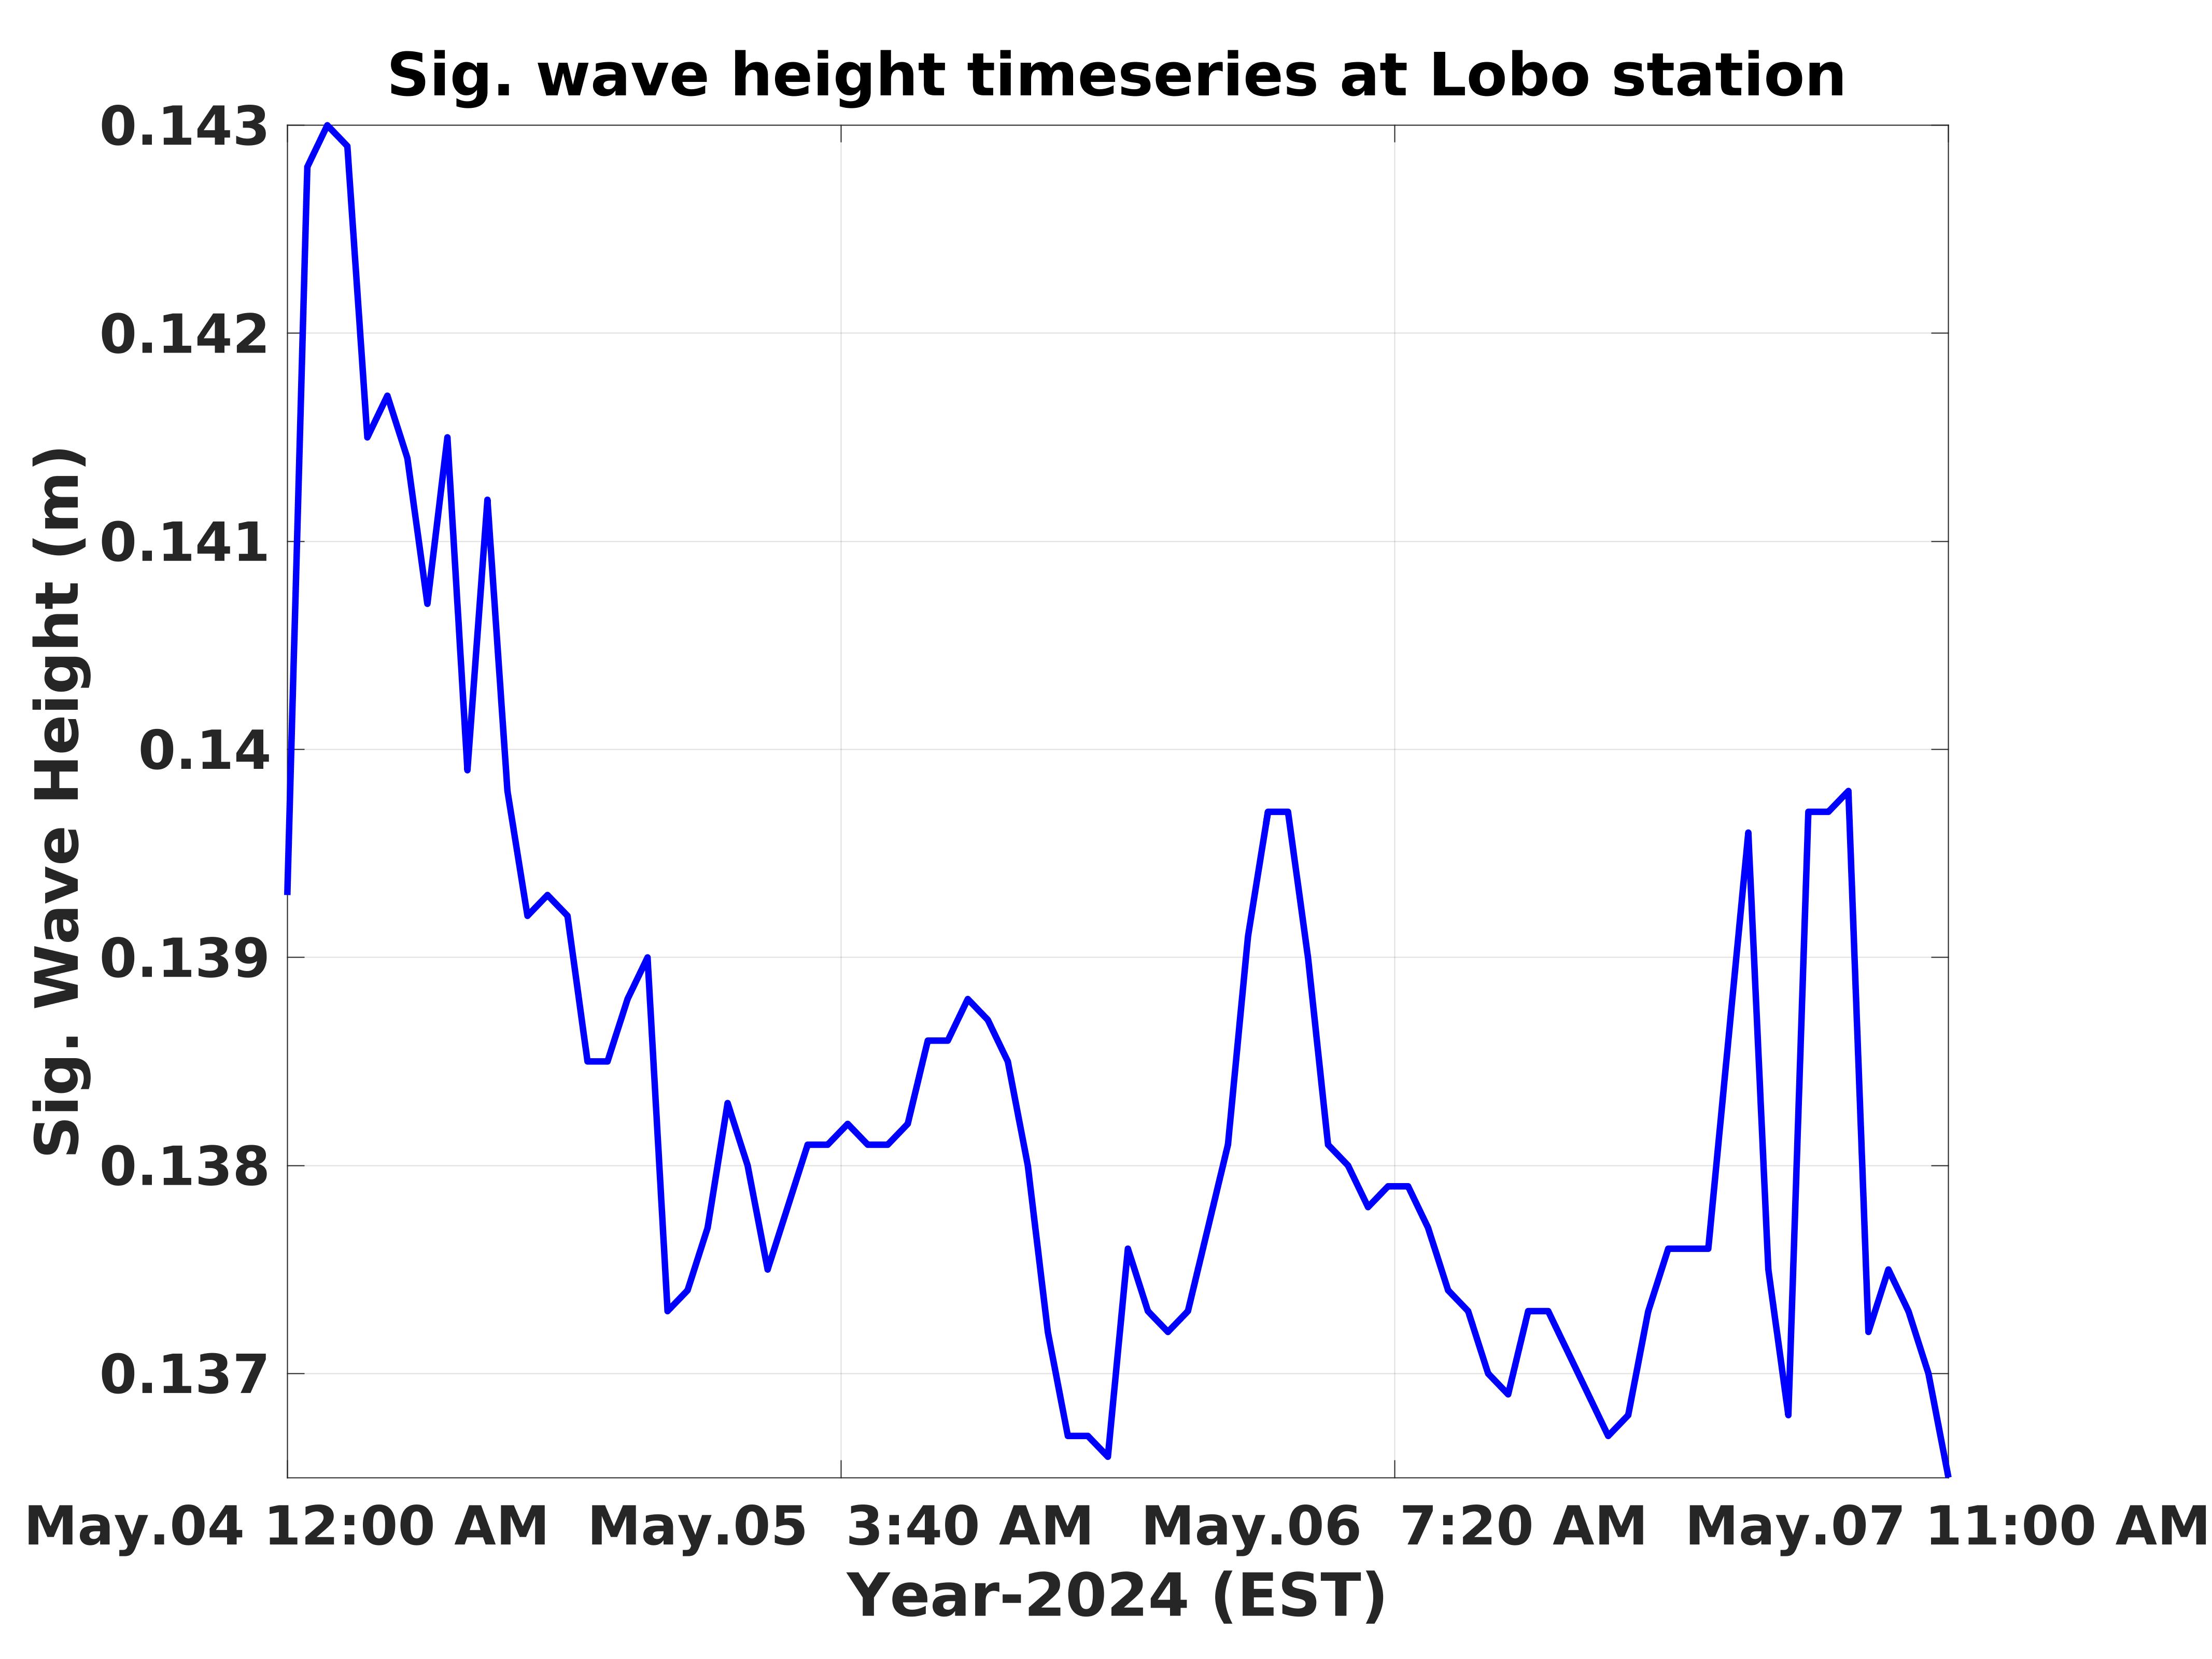 Sig. wave height timeseries at Lobo station
0.143
0.142
0.141
0.14
0.139
0.138
0.137
Sig. Wave Height (m)
May.04 12:00 AM
May.05 3:40 AM
May.06 7:20 AM
May.07 11:00 AM
Year-2024 (EST)